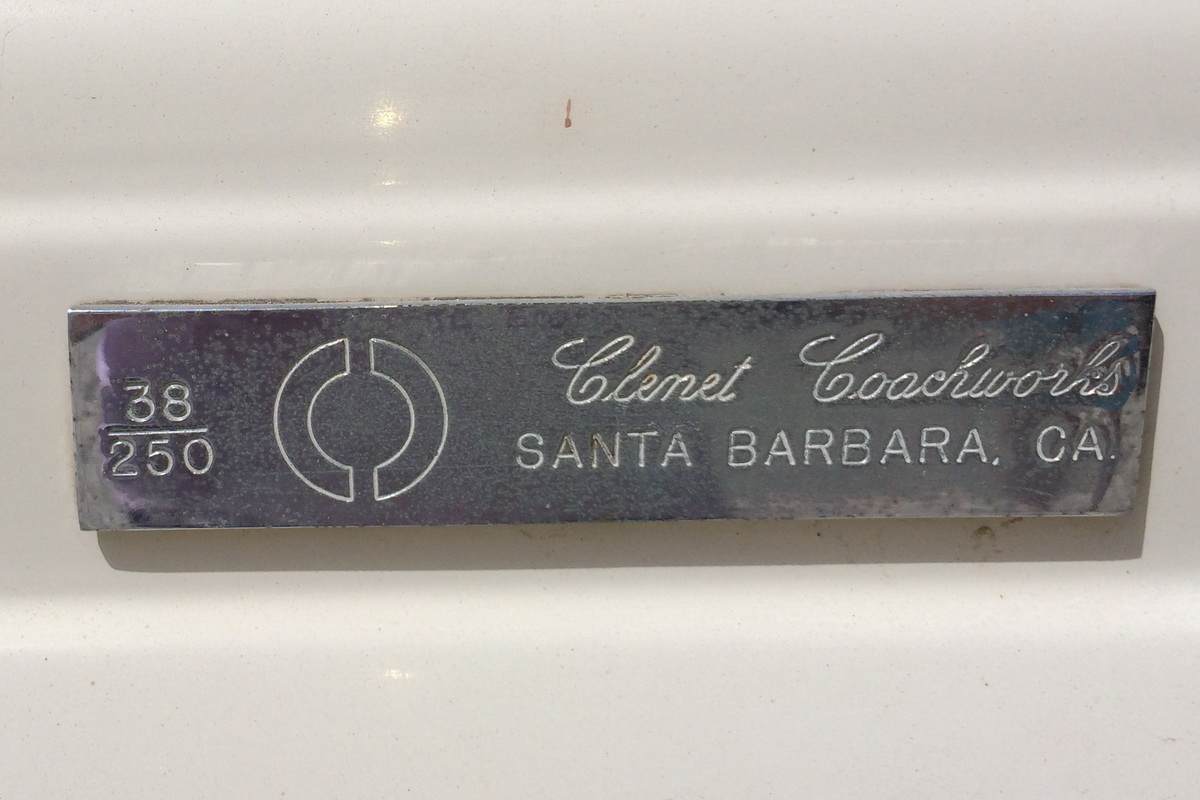 38
250
Clenet Coachworks
SANTA BARBARA, CA.